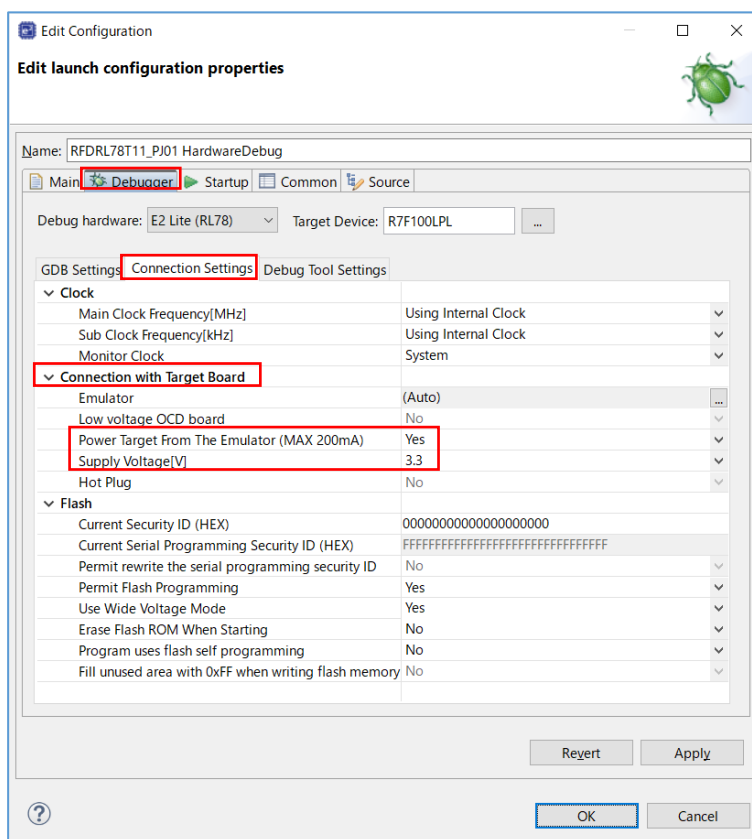 Edit Configuration
Edit launch configuration properties
Name: RFDRL78T11_PJ01 HardwareDebug
Main Debugger Startup Common Source
Debug hardware: E2 Lite (RL78) Target Device: R7F100LPL ...
GDB Settings Connection Settings Debug Tool Settings
Clock
Main Clock Frequency[MHz] Using Internal Clock
Sub Clock Frequency[kHz] Using Internal Clock
Monitor Clock System
Connection with Target Board
Emulator (Auto) ...
Low voltage OCD board No
Power Target From The Emulator (MAX 200mA) Yes
Supply Voltage[V] 3.3
Hot Plug No
Flash
Current Security ID (HEX) 00000000000000000000
Current Serial Programming Security ID (HEX) FFFFFFFFFFFFFFFFFFFFFFFFFFFFFFFF
Permit rewrite the serial programming security ID No
Permit Flash Programming Yes
Use Wide Voltage Mode Yes
Erase Flash ROM When Starting No
Program uses flash self programming No
Fill unused area with 0xFF when writing flash memory No
Revert Apply
? OK Cancel